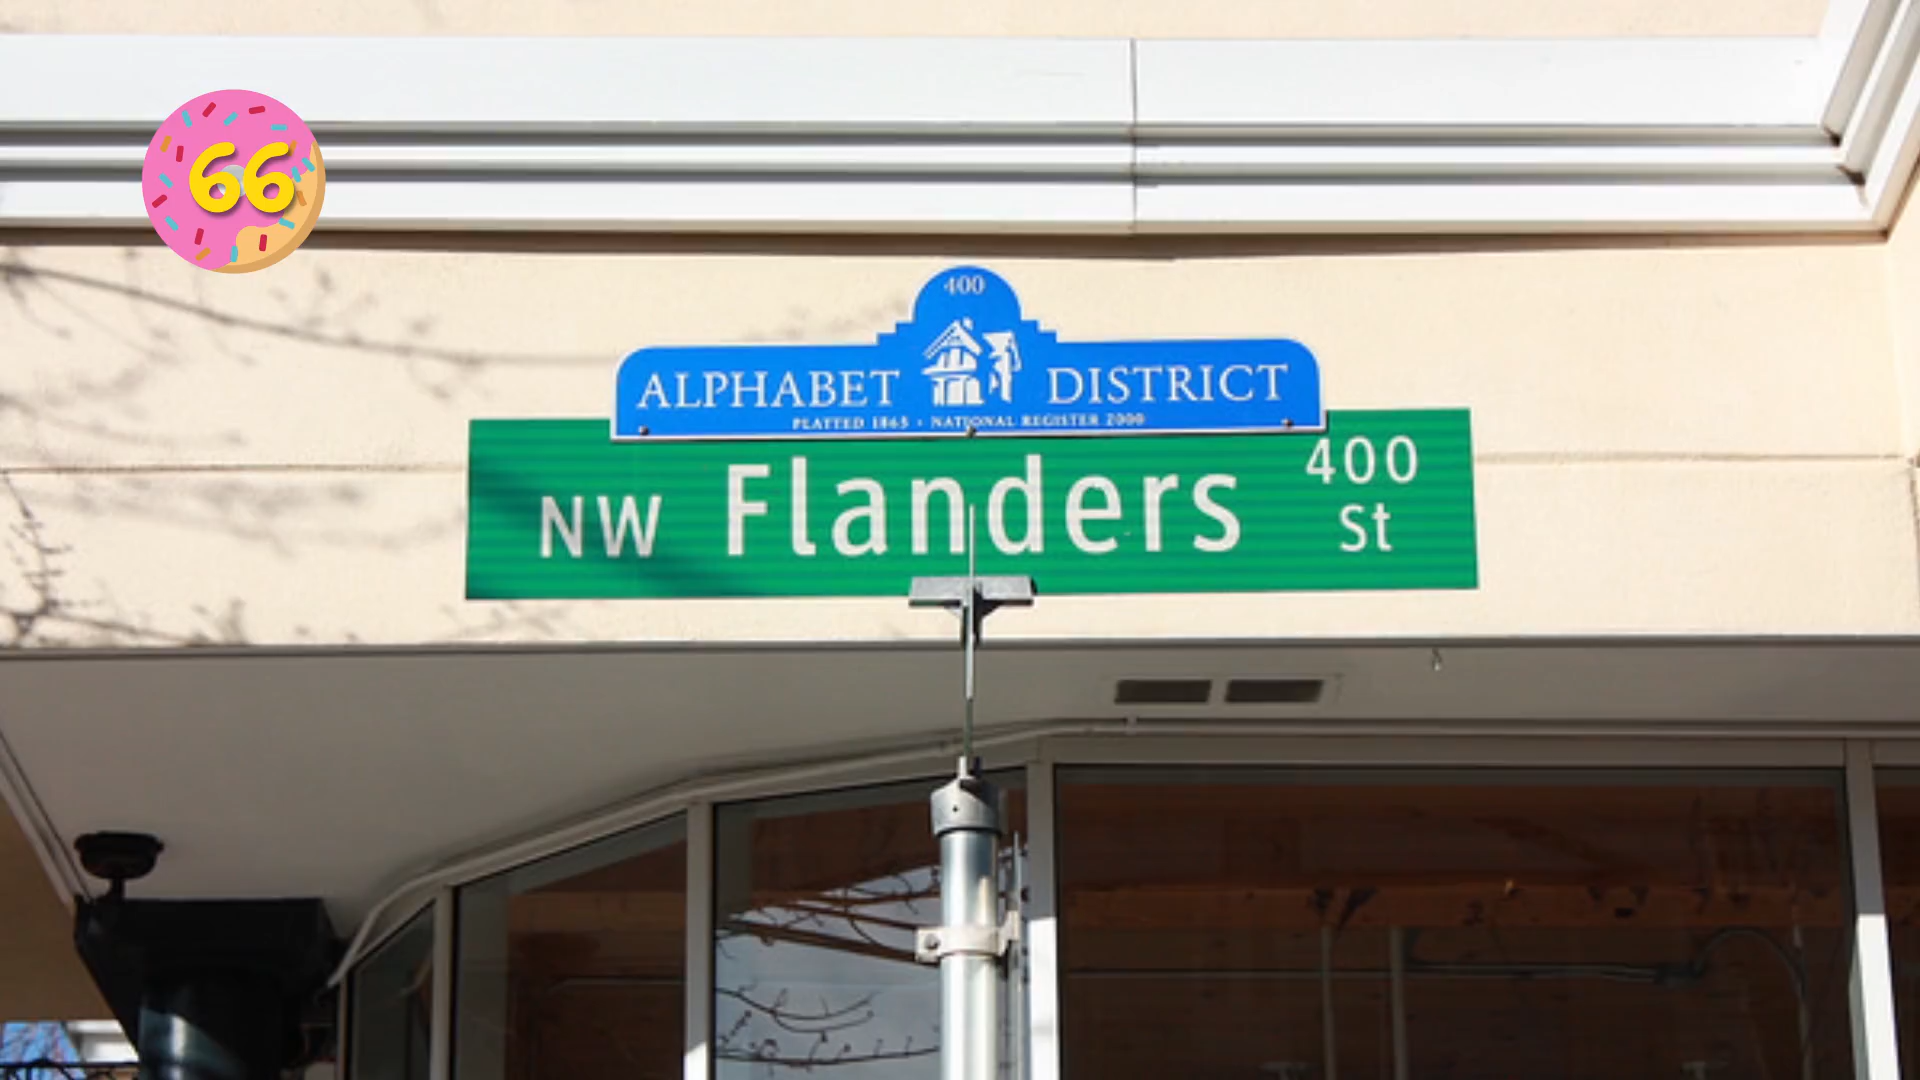 66
400
ALPHABET DISTRICT
PLATTED 1865 • NATIONAL REGISTER 2000
NW Flanders 400 St